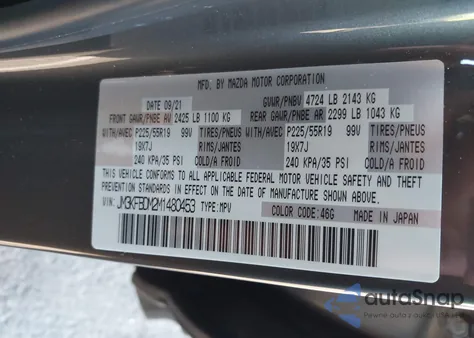 MFD. BY MAZDA MOTOR CORPORATION
DATE 09/21 GVWR/PNBV 4724 LB 2143 KG
FRONT GAWR/PNBE AV 2425 LB 1100 KG REAR GAWR/PNBE AR 2299 LB 1043 KG
WITH/AVEC P225/55R19 99V TIRES/PNEUS WITH/AVEC P225/55R19 99V TIRES/PNEUS
19X7J RIMS/JANTES 19X7J RIMS/JANTES
240 KPA/35 PSI COLD/A FROID 240 KPA/35 PSI COLD/A FROID
THIS VEHICLE CONFORMS TO ALL APPLICABLE FEDERAL MOTOR VEHICLE SAFETY AND THEFT
PREVENTION STANDARDS IN EFFECT ON THE DATE OF MANUFACTURE SHOWN ABOVE.
VIN: JM3KFBDM2M1480453 TYPE:MPV COLOR CODE:46G MADE IN JAPAN
autoSnap
Pewne auto z USA